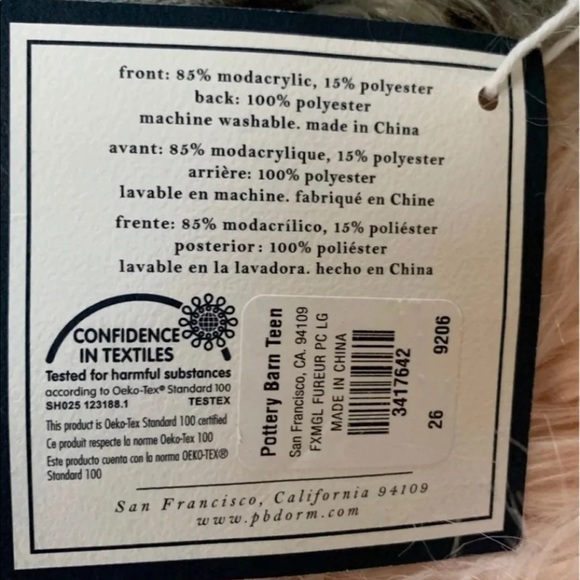 front: 85% modacrylic, 15% polyester
back: 100% polyester
machine washable. made in China
avant: 85% modacrylique, 15% polyester
arrière: 100% polyester
lavable en machine. fabriqué en Chine
frente: 85% modacrílico, 15% poliéster
posterior: 100% poliéster
lavable en la lavadora. hecho en China
CONFIDENCE
IN TEXTILES
Tested for harmful substances
according to Oeko-Tex® Standard 100
SH025 123188.1 TESTEX
This product is Oeko-Tex Standard 100 certified
Ce produit respecte la norme Oeko-Tex 100
Este producto cuenta con la norma OEKO-TEX®
Standard 100
Pottery Barn Teen
San Francisco, CA. 94109
FXMGL FUREUR PC LG
MADE IN CHINA
3417642
26 9206
San Francisco, California 94109
www.pbdorm.com